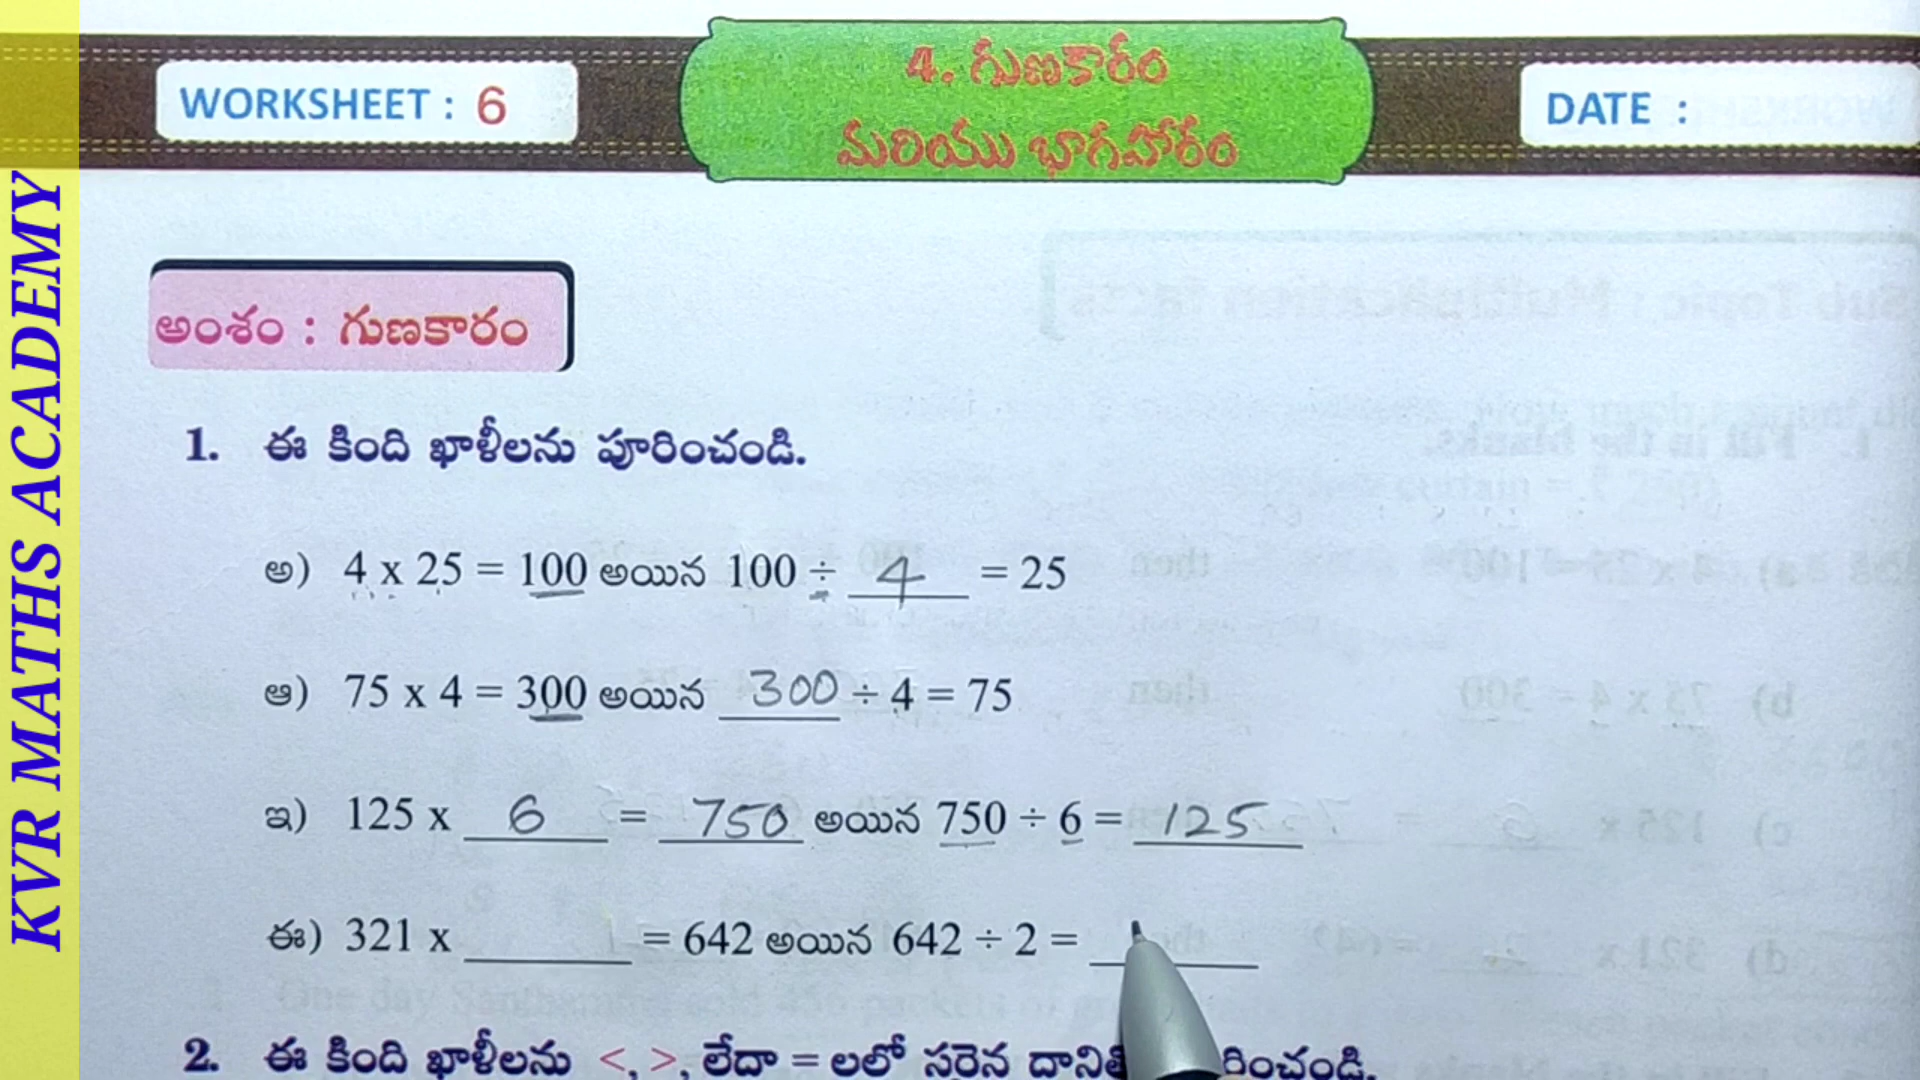 KVR MATHS ACADEMY
WORKSHEET : 6
4. గుణకారం
మరియు భాగహారం
DATE :
అంశం : గుణకారం
1. ఈ కింది ఖాళీలను పూరించండి.
అ) 4 x 25 = 100 అయిన 100 ÷ 4 = 25
ఆ) 75 x 4 = 300 అయిన 300 ÷ 4 = 75
ఇ) 125 x 6 = 750 అయిన 750 ÷ 6 = 125
ఈ) 321 x ______ = 642 అయిన 642 ÷ 2 = ______
2. ఈ కింది ఖాళీలను <, >, లేదా = లలో సరైన